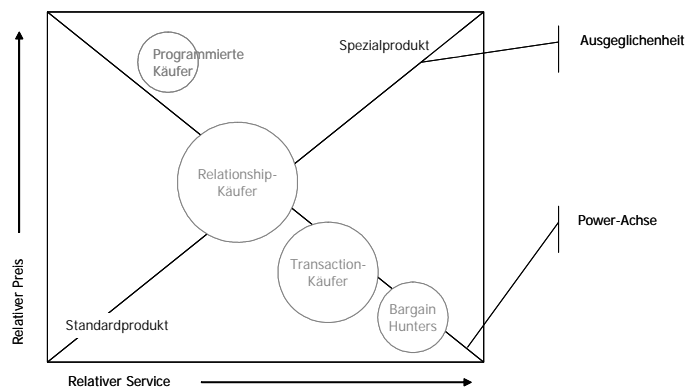 Programmierte
Käufer
Spezialprodukt
Ausgeglichenheit
Relationship-
Käufer
Power-Achse
Transaction-
Käufer
Bargain
Hunters
Standardprodukt
Relativer Preis
Relativer Service